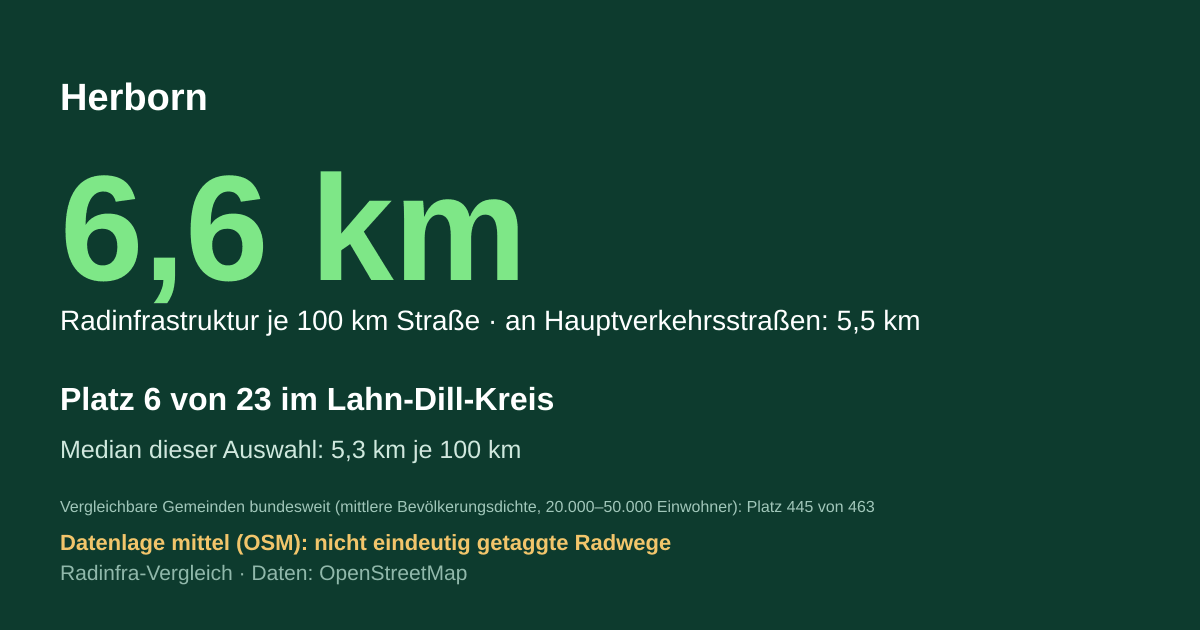 Herborn
6,6 km
Radinfrastruktur je 100 km Straße · an Hauptverkehrsstraßen: 5,5 km
Platz 6 von 23 im Lahn-Dill-Kreis
Median dieser Auswahl: 5,3 km je 100 km
Vergleichbare Gemeinden bundesweit (mittlere Bevölkerungsdichte, 20.000–50.000 Einwohner): Platz 445 von 463
Datenlage mittel (OSM): nicht eindeutig getaggte Radwege
Radinfra-Vergleich · Daten: OpenStreetMap